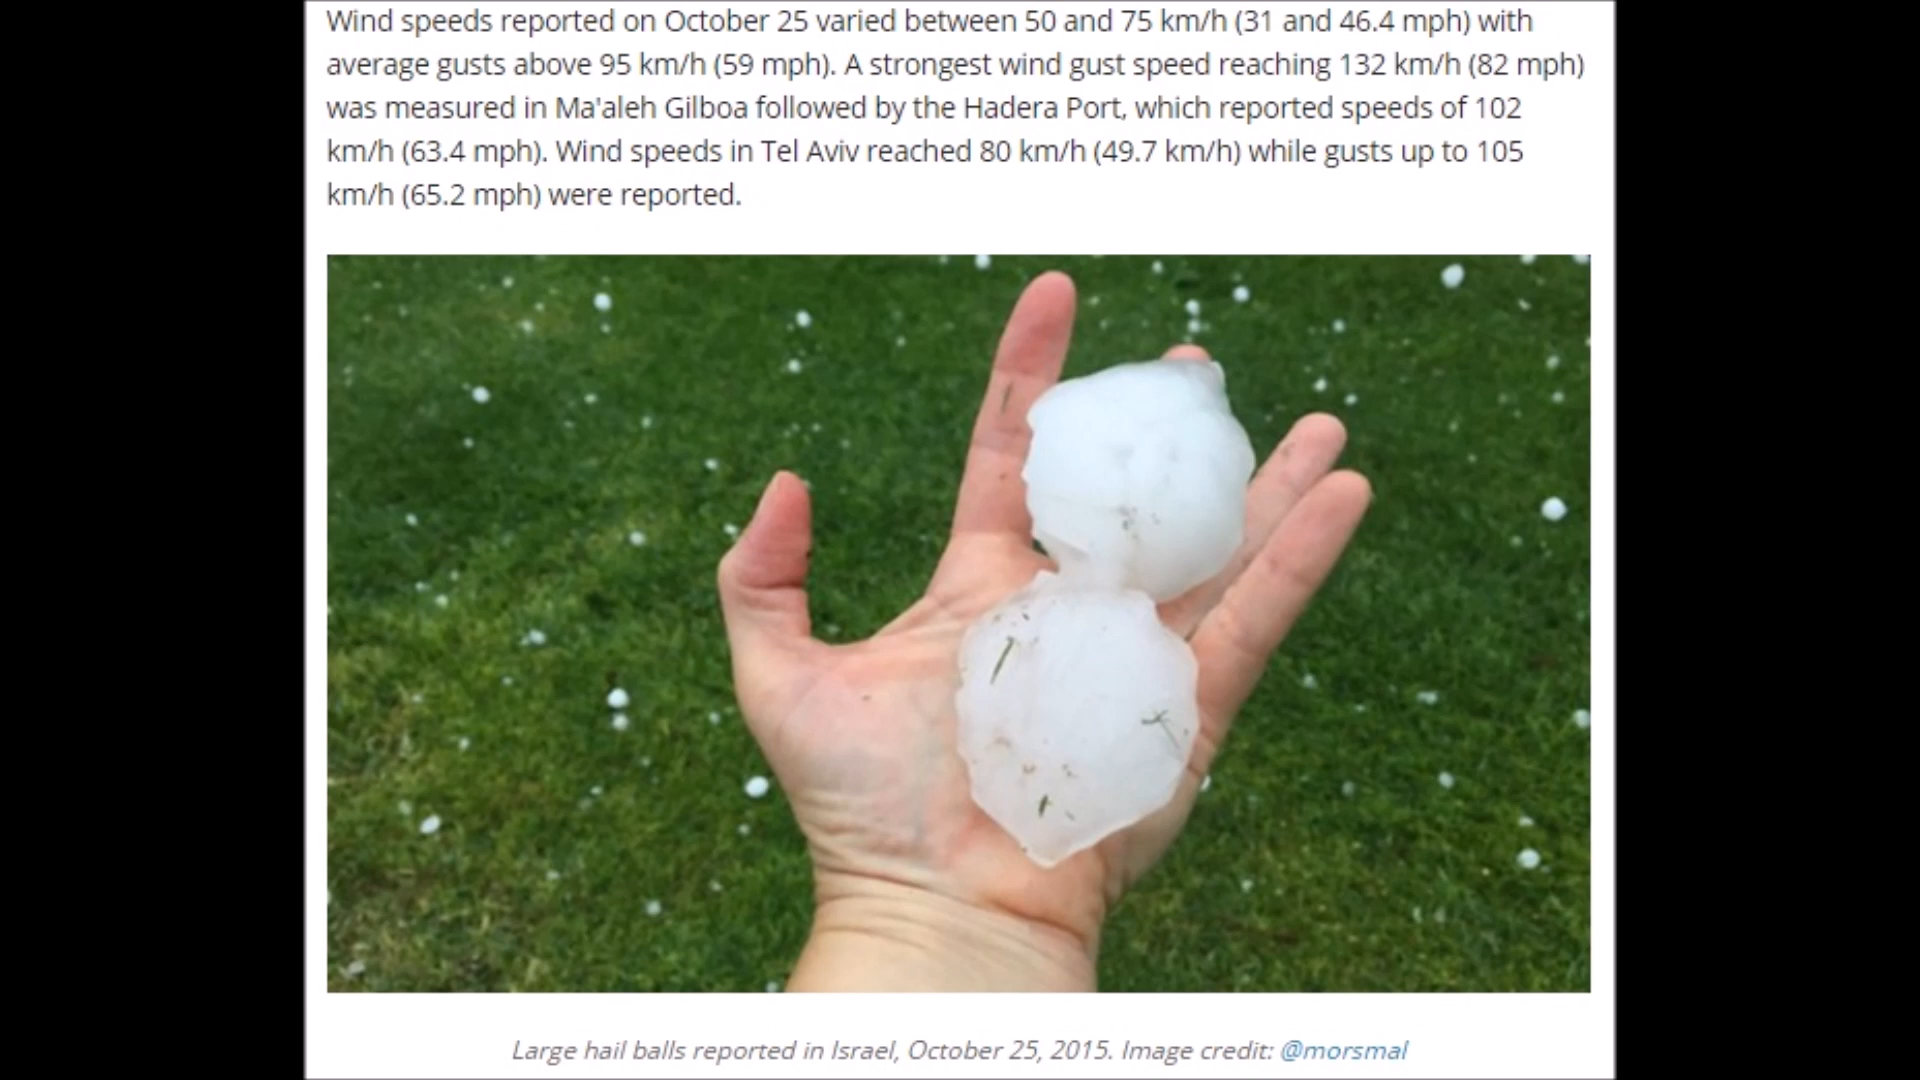 Wind speeds reported on October 25 varied between 50 and 75 km/h (31 and 46.4 mph) with
average gusts above 95 km/h (59 mph). A strongest wind gust speed reaching 132 km/h (82 mph)
was measured in Ma'aleh Gilboa followed by the Hadera Port, which reported speeds of 102
km/h (63.4 mph). Wind speeds in Tel Aviv reached 80 km/h (49.7 km/h) while gusts up to 105
km/h (65.2 mph) were reported.
Large hail balls reported in Israel, October 25, 2015. Image credit: @morsmal